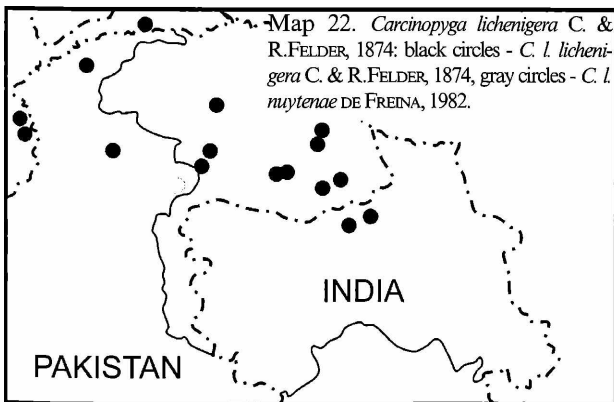 Map 22. Carcinopyga lichenigera C. &
R.FELDER, 1874: black circles - C. l. licheni-
gera C. & R.FELDER, 1874, gray circles - C. l.
nuytenae DE FREINA, 1982.
INDIA
PAKISTAN